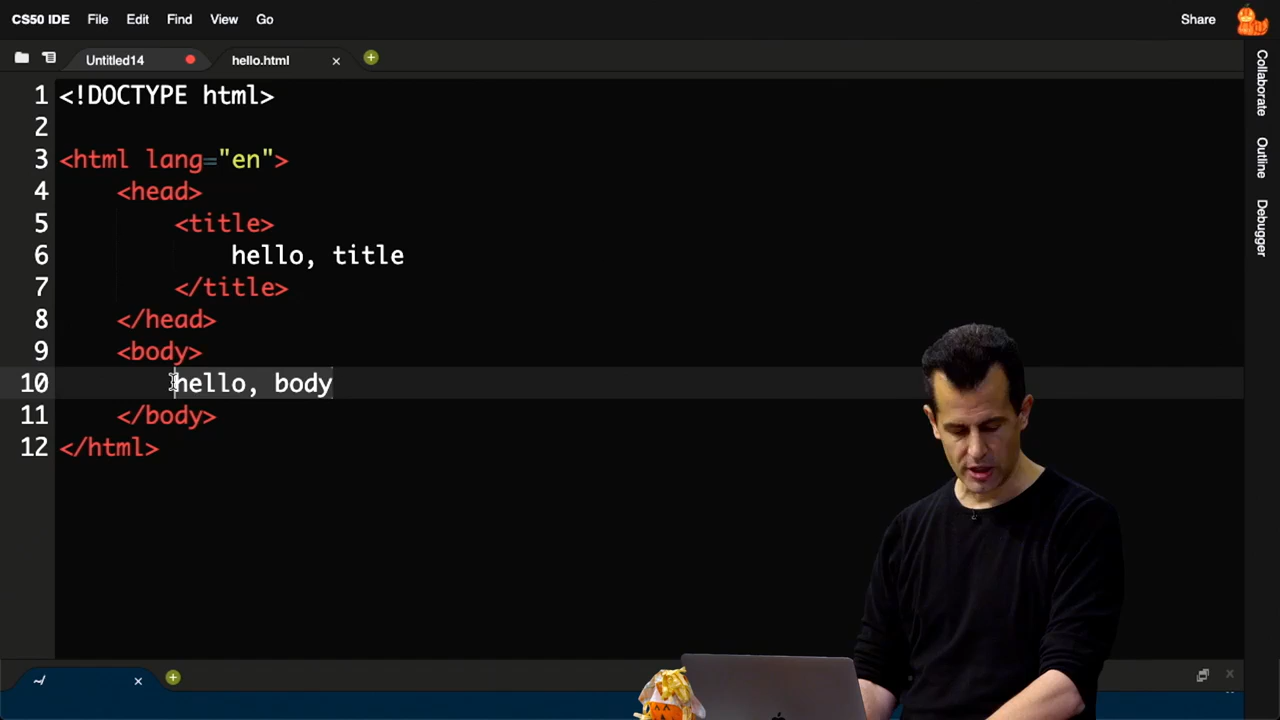 CS50 IDE File Edit Find View Go Share
Untitled14 hello.html
Collaborate
Outline
Debugger
1 <!DOCTYPE html>
2
3 <html lang="en">
4 <head>
5 <title>
6 hello, title
7 </title>
8 </head>
9 <body>
10 hello, body
11 </body>
12 </html>
~/